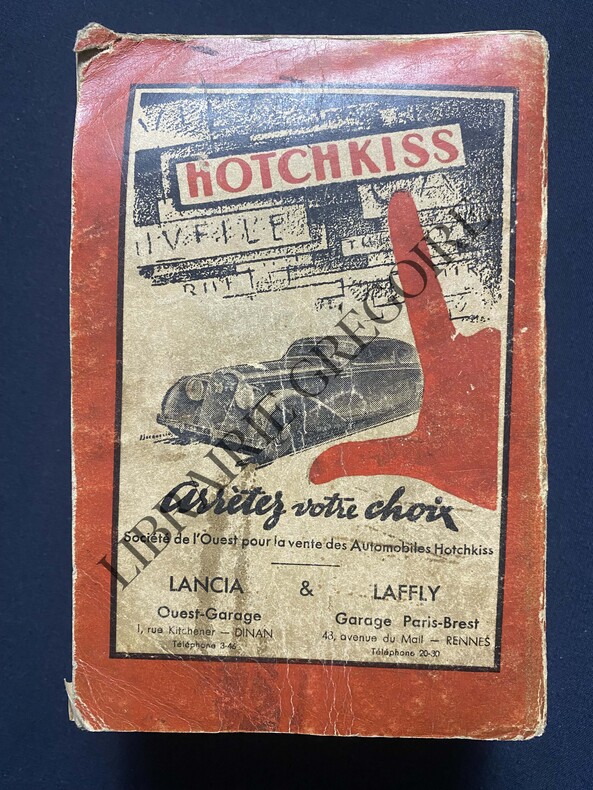 HOTCHKISS
Arrêtez votre choix
Société de l'Ouest pour la vente des Automobiles Hotchkiss
LANCIA & LAFFLY
Ouest-Garage Garage Paris-Brest
1, rue Kitchener — DINAN 43, avenue du Mail — RENNES
Téléphone 3-46 Téléphone 20-30
LIBRAIRIE GRÉGOIRE